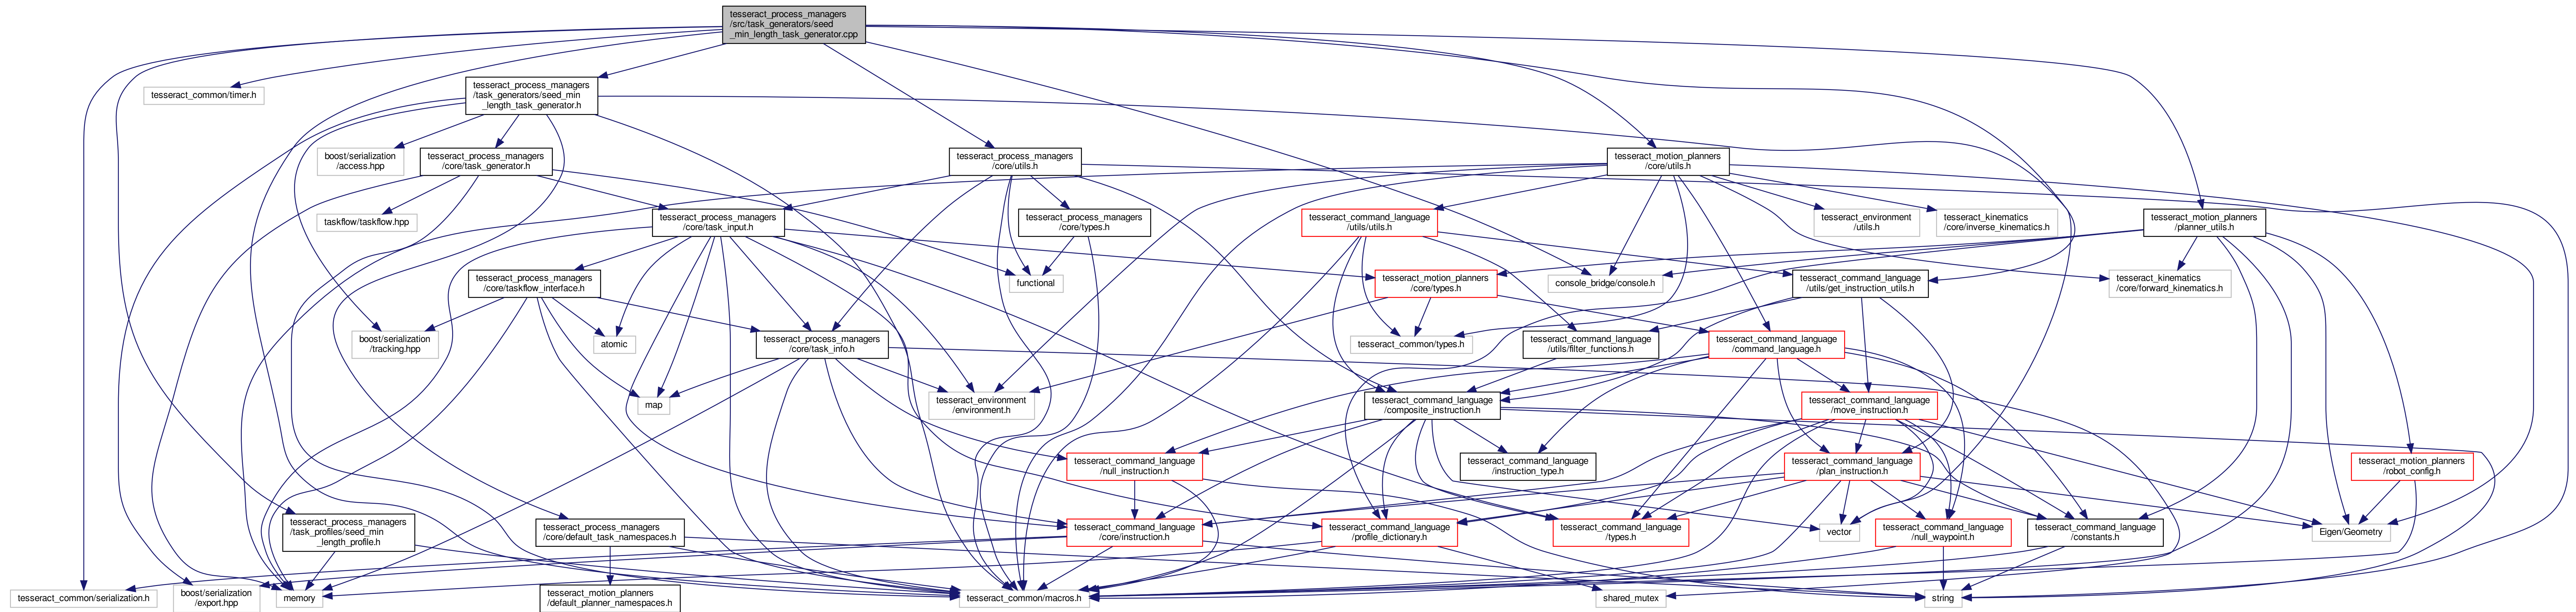 tesseract_process_managers
/src/task_generators/seed
_min_length_task_generator.cpp
tesseract_common/timer.h
tesseract_process_managers
/task_generators/seed_min
_length_task_generator.h
boost/serialization
/access.hpp
tesseract_process_managers
/core/task_generator.h
tesseract_process_managers
/core/utils.h
tesseract_motion_planners
/core/utils.h
taskflow/taskflow.hpp
tesseract_process_managers
/core/task_input.h
tesseract_process_managers
/core/types.h
tesseract_command_language
/utils/utils.h
tesseract_environment
/utils.h
tesseract_kinematics
/core/inverse_kinematics.h
tesseract_motion_planners
/planner_utils.h
tesseract_process_managers
/core/taskflow_interface.h
functional
tesseract_motion_planners
/core/types.h
console_bridge/console.h
tesseract_command_language
/utils/get_instruction_utils.h
tesseract_kinematics
/core/forward_kinematics.h
boost/serialization
/tracking.hpp
atomic
tesseract_process_managers
/core/task_info.h
tesseract_common/types.h
tesseract_command_language
/utils/filter_functions.h
tesseract_command_language
/command_language.h
map
tesseract_environment
/environment.h
tesseract_command_language
/composite_instruction.h
tesseract_command_language
/move_instruction.h
tesseract_command_language
/null_instruction.h
tesseract_command_language
/instruction_type.h
tesseract_command_language
/plan_instruction.h
tesseract_motion_planners
/robot_config.h
tesseract_process_managers
/task_profiles/seed_min
_length_profile.h
tesseract_process_managers
/core/default_task_namespaces.h
tesseract_command_language
/core/instruction.h
tesseract_command_language
/profile_dictionary.h
tesseract_command_language
/types.h
vector
tesseract_command_language
/null_waypoint.h
tesseract_command_language
/constants.h
Eigen/Geometry
tesseract_common/serialization.h
boost/serialization
/export.hpp
memory
tesseract_motion_planners
/default_planner_namespaces.h
tesseract_common/macros.h
shared_mutex
string